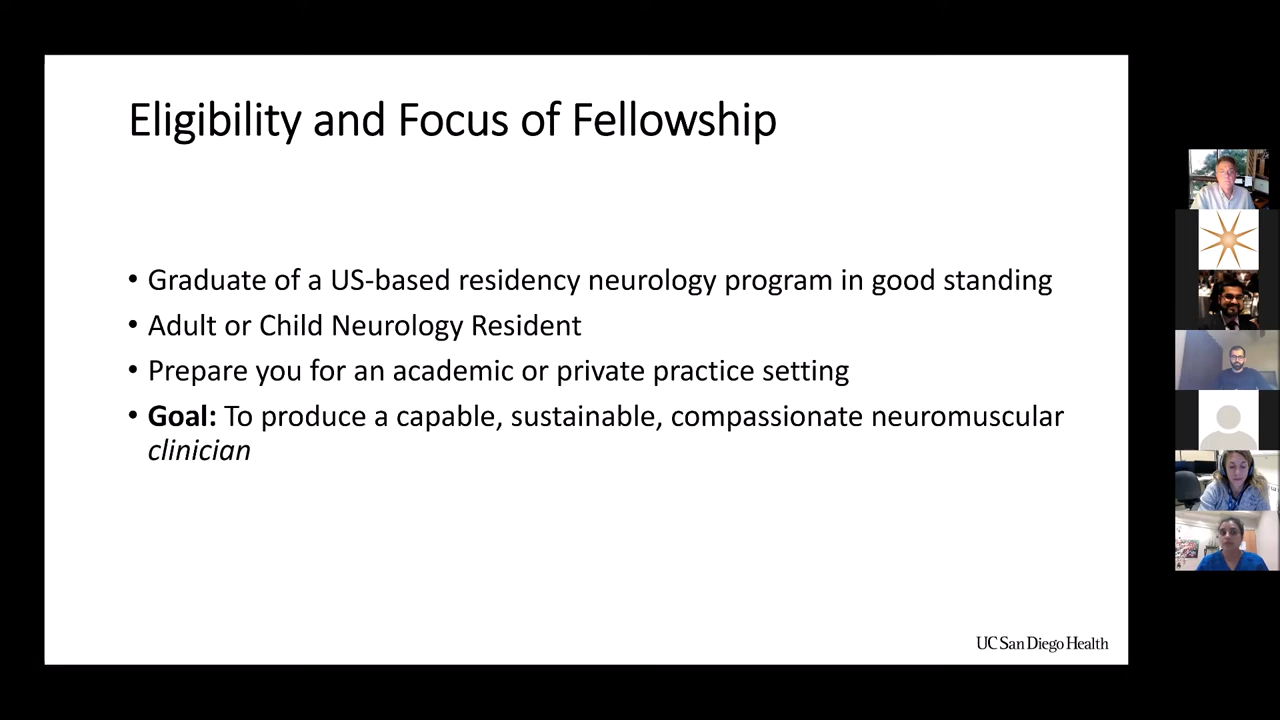 Eligibility and Focus of Fellowship
• Graduate of a US-based residency neurology program in good standing
• Adult or Child Neurology Resident
• Prepare you for an academic or private practice setting
• Goal: To produce a capable, sustainable, compassionate neuromuscular
clinician
UC San Diego Health